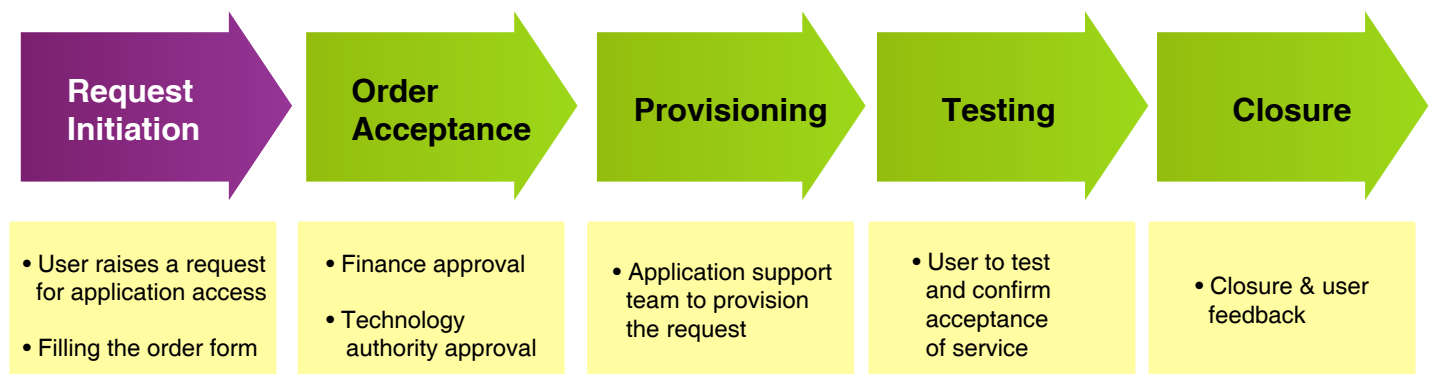 Request
Initiation
Order
Acceptance
Provisioning
Testing
Closure
• User raises a request
for application access
• Filling the order form
• Finance approval
• Technology
authority approval
• Application support
team to provision
the request
• User to test
and confirm
acceptance
of service
• Closure & user
feedback